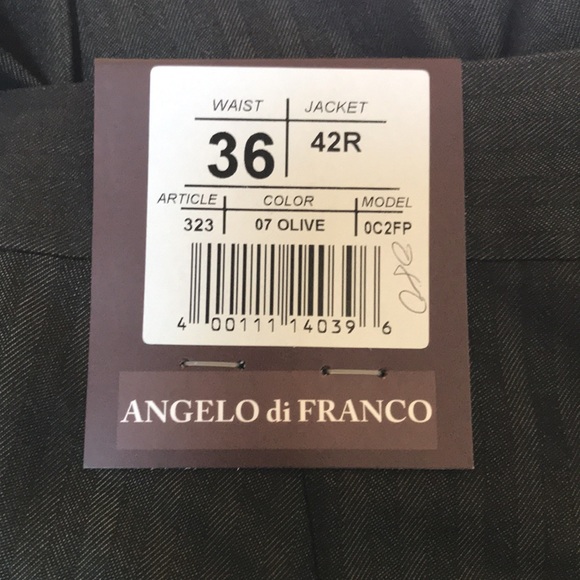 WAIST JACKET
36 42R
ARTICLE COLOR MODEL
323 07 OLIVE 0C2FP
4 00111 14039 6
ANGELO di FRANCO